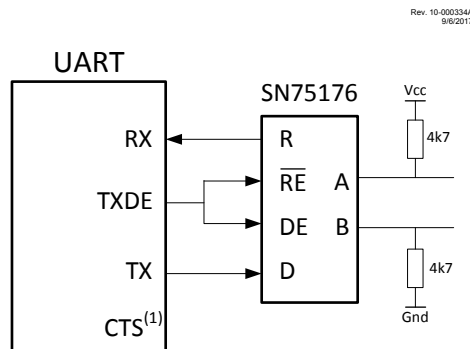 Rev. 10-000334A
9/6/2017
UART
SN75176
Vcc
RX
R
4k7
RE
A
TXDE
DE
B
TX
D
4k7
CTS(1)
Gnd